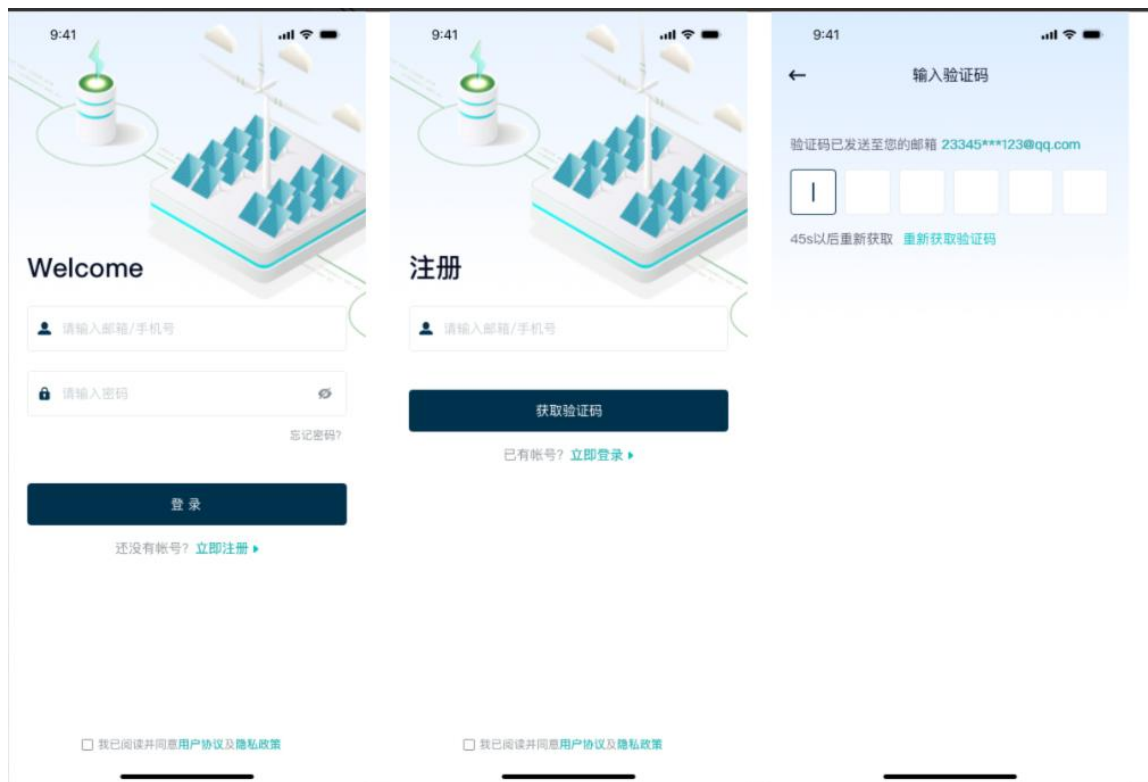 9:41
Welcome
请输入邮箱/手机号
请输入密码
忘记密码?
登 录
还没有帐号? 立即注册
我已阅读并同意用户协议及隐私政策
9:41
注册
请输入邮箱/手机号
获取验证码
已有帐号? 立即登录
我已阅读并同意用户协议及隐私政策
9:41
输入验证码
验证码已发送至您的邮箱 23345***123@qq.com
45s以后重新获取 重新获取验证码